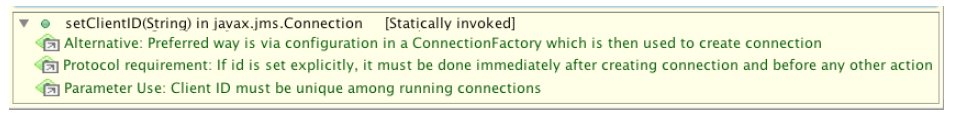 setClientID(String) in javax.jms.Connection [Statically invoked]
Alternative: Preferred way is via configuration in a ConnectionFactory which is then used to create connection
Protocol requirement: If id is set explicitly, it must be done immediately after creating connection and before any other action
Parameter Use: Client ID must be unique among running connections